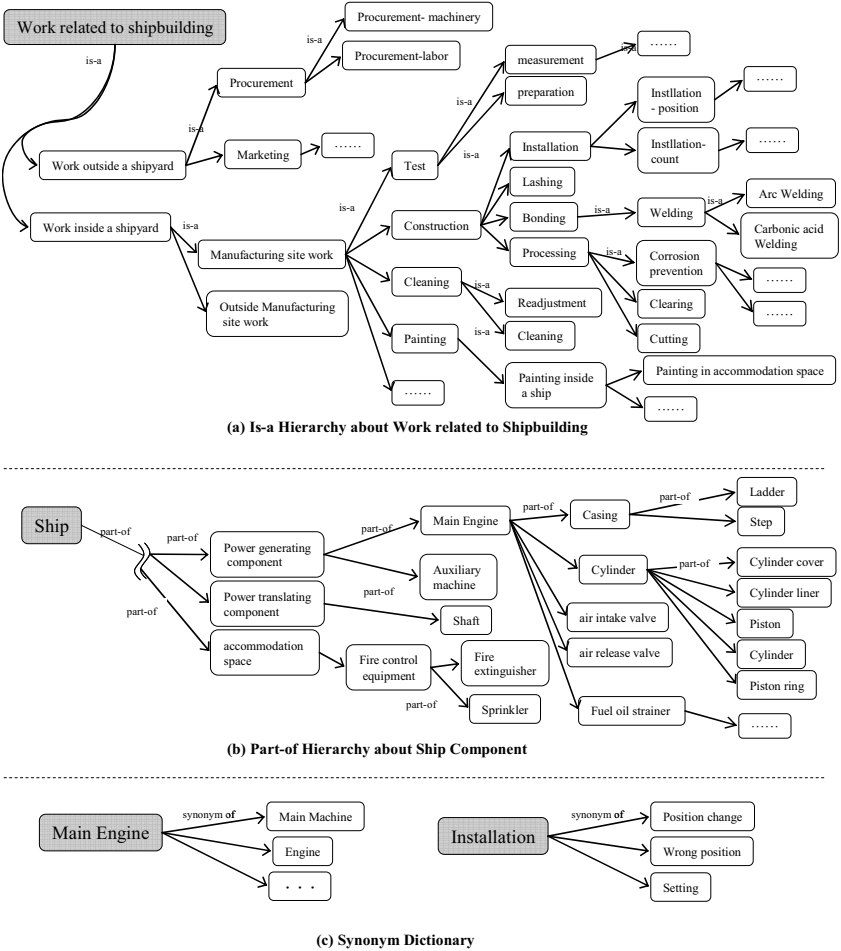 Work related to shipbuilding
is-a
is-a
Procurement- machinery
Procurement-labor
Procurement
is-a
Work outside a shipyard
Marketing
······
Work inside a shipyard
is-a
Manufacturing site work
Outside Manufacturing
site work
is-a
Test
is-a
is-a
measurement
is-a
······
preparation
Construction
Installation
Instllation
- position
······
Instllation-
count
······
Lashing
Bonding
is-a
Welding
is-a
Arc Welding
Carbonic acid
Welding
Processing
is-a
Corrosion
prevention
······
······
Clearing
Cutting
Cleaning
is-a
Readjustment
is-a
Cleaning
Painting
Painting inside
a ship
Painting in accommodation space
······
······
(a) Is-a Hierarchy about Work related to Shipbuilding
Ship
part-of
part-of
part-of
Power generating
component
Power translating
component
accommodation
space
part-of
Main Engine
Auxiliary
machine
part-of
Shaft
Fire control
equipment
Fire
extinguisher
part-of
Sprinkler
part-of
Casing
part-of
Ladder
Step
Cylinder
part-of
Cylinder cover
Cylinder liner
Piston
Cylinder
Piston ring
air intake valve
air release valve
Fuel oil strainer
······
(b) Part-of Hierarchy about Ship Component
Main Engine
synonym of
Main Machine
Engine
· · ·
Installation
synonym of
Position change
Wrong position
Setting
(c) Synonym Dictionary